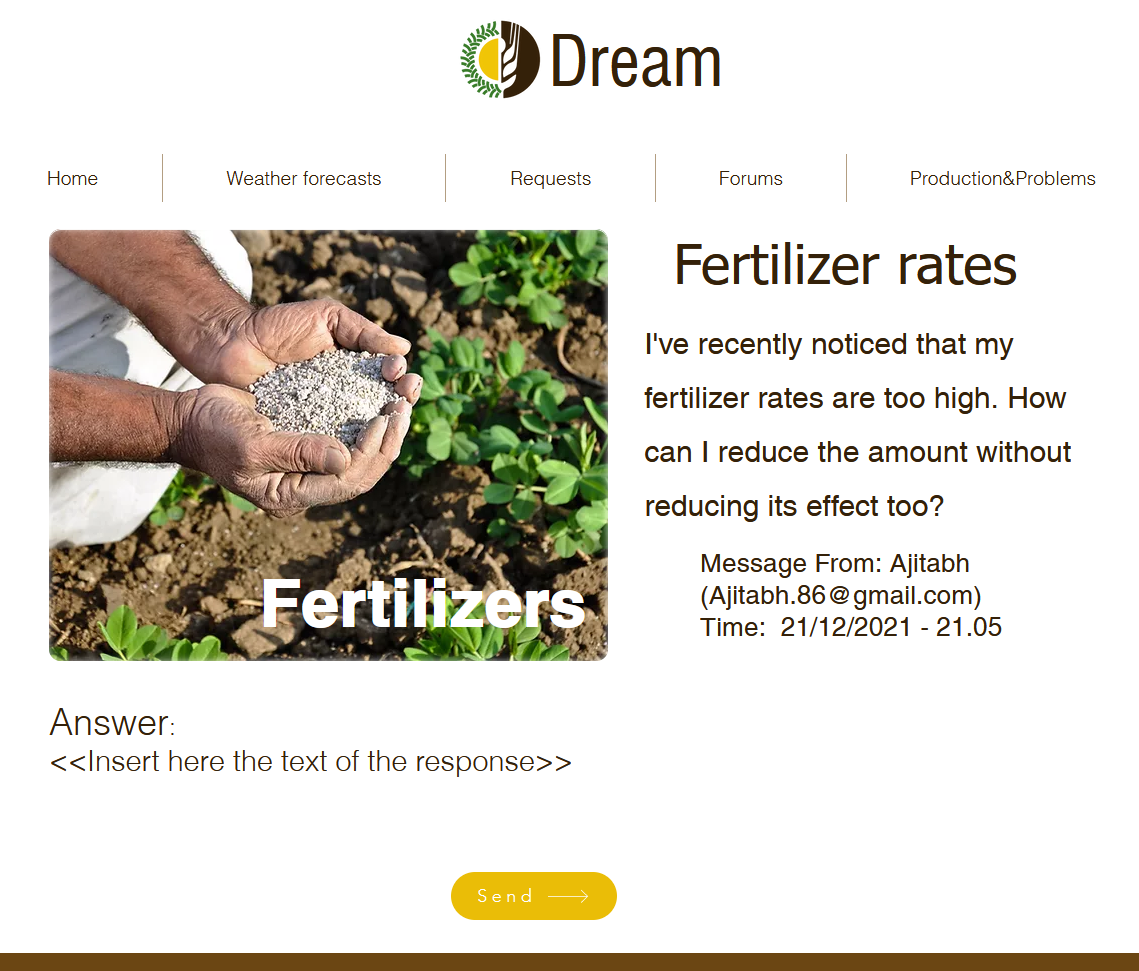 Dream
Home
Weather forecasts
Requests
Forums
Production&Problems
Fertilizer rates
I've recently noticed that my
fertilizer rates are too high. How
can I reduce the amount without
reducing its effect too?
Message From: Ajitabh
(Ajitabh.86@gmail.com)
Time:  21/12/2021 - 21.05
Fertilizers
Answer:
<<Insert here the text of the response>>
Send